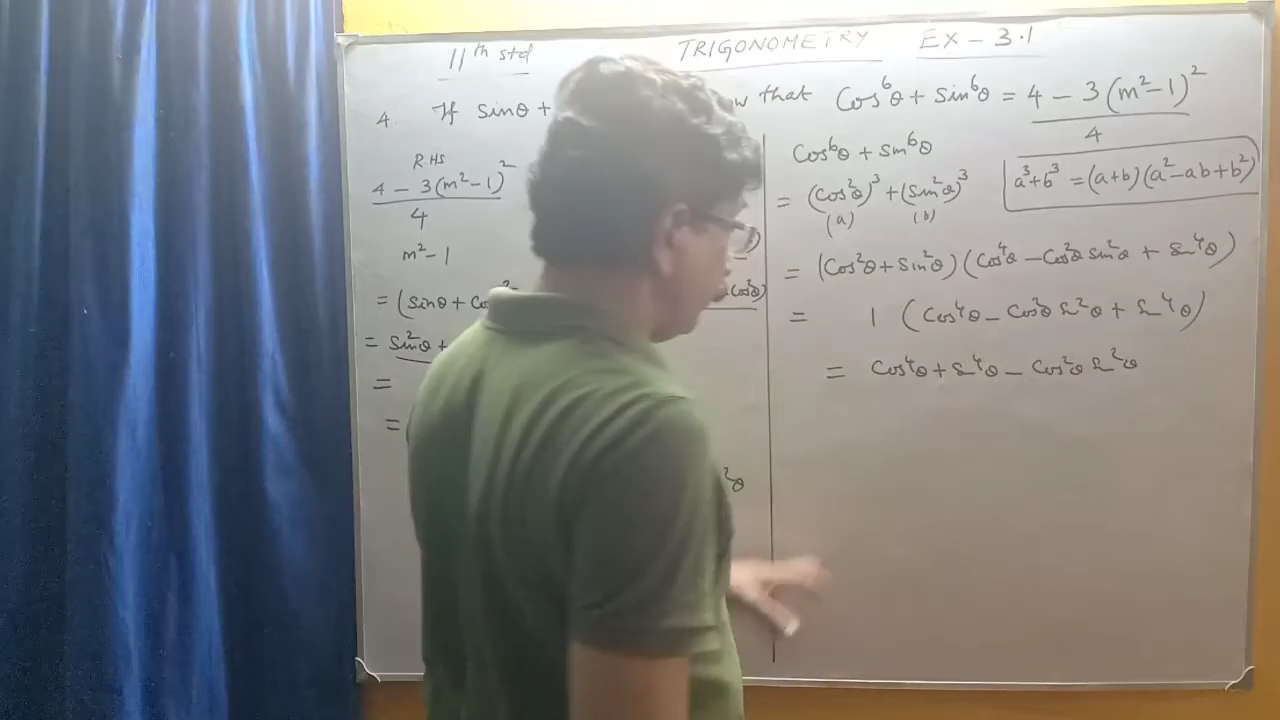 11th std TRIGONOMETRY EX - 3.1
4. If sinθ + that Cos⁶θ + sin⁶θ = 4 - 3(m²-1)² / 4
R.HS
4 - 3(m²-1)² / 4
m² - 1
= (sinθ +
= sin²θ +
=
=
Cos⁶θ + sin⁶θ
= (Cos²θ)³ + (sin²θ)³
(a) (b)
a³+b³ = (a+b)(a²-ab+b²)
= (Cos²θ + sin²θ)(Cos⁴θ - Cos²θ sin²θ + sin⁴θ)
= 1 (Cos⁴θ - Cos²θ sin²θ + sin⁴θ)
= Cos⁴θ + sin⁴θ - Cos²θ sin²θ